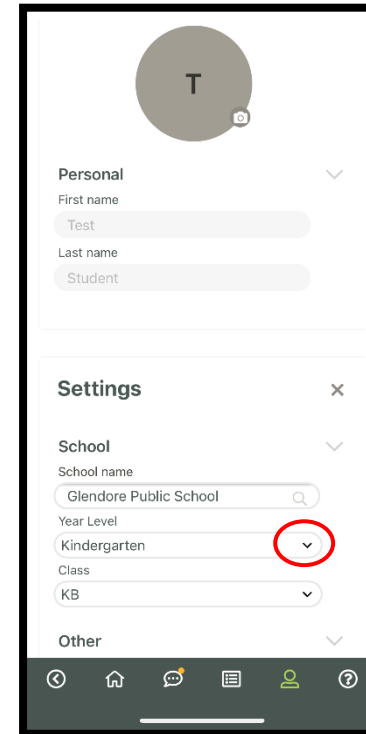 T
Personal
First name
Test
Last name
Student
Settings
School
School name
Glendore Public School
Year Level
Kindergarten
Class
KB
Other